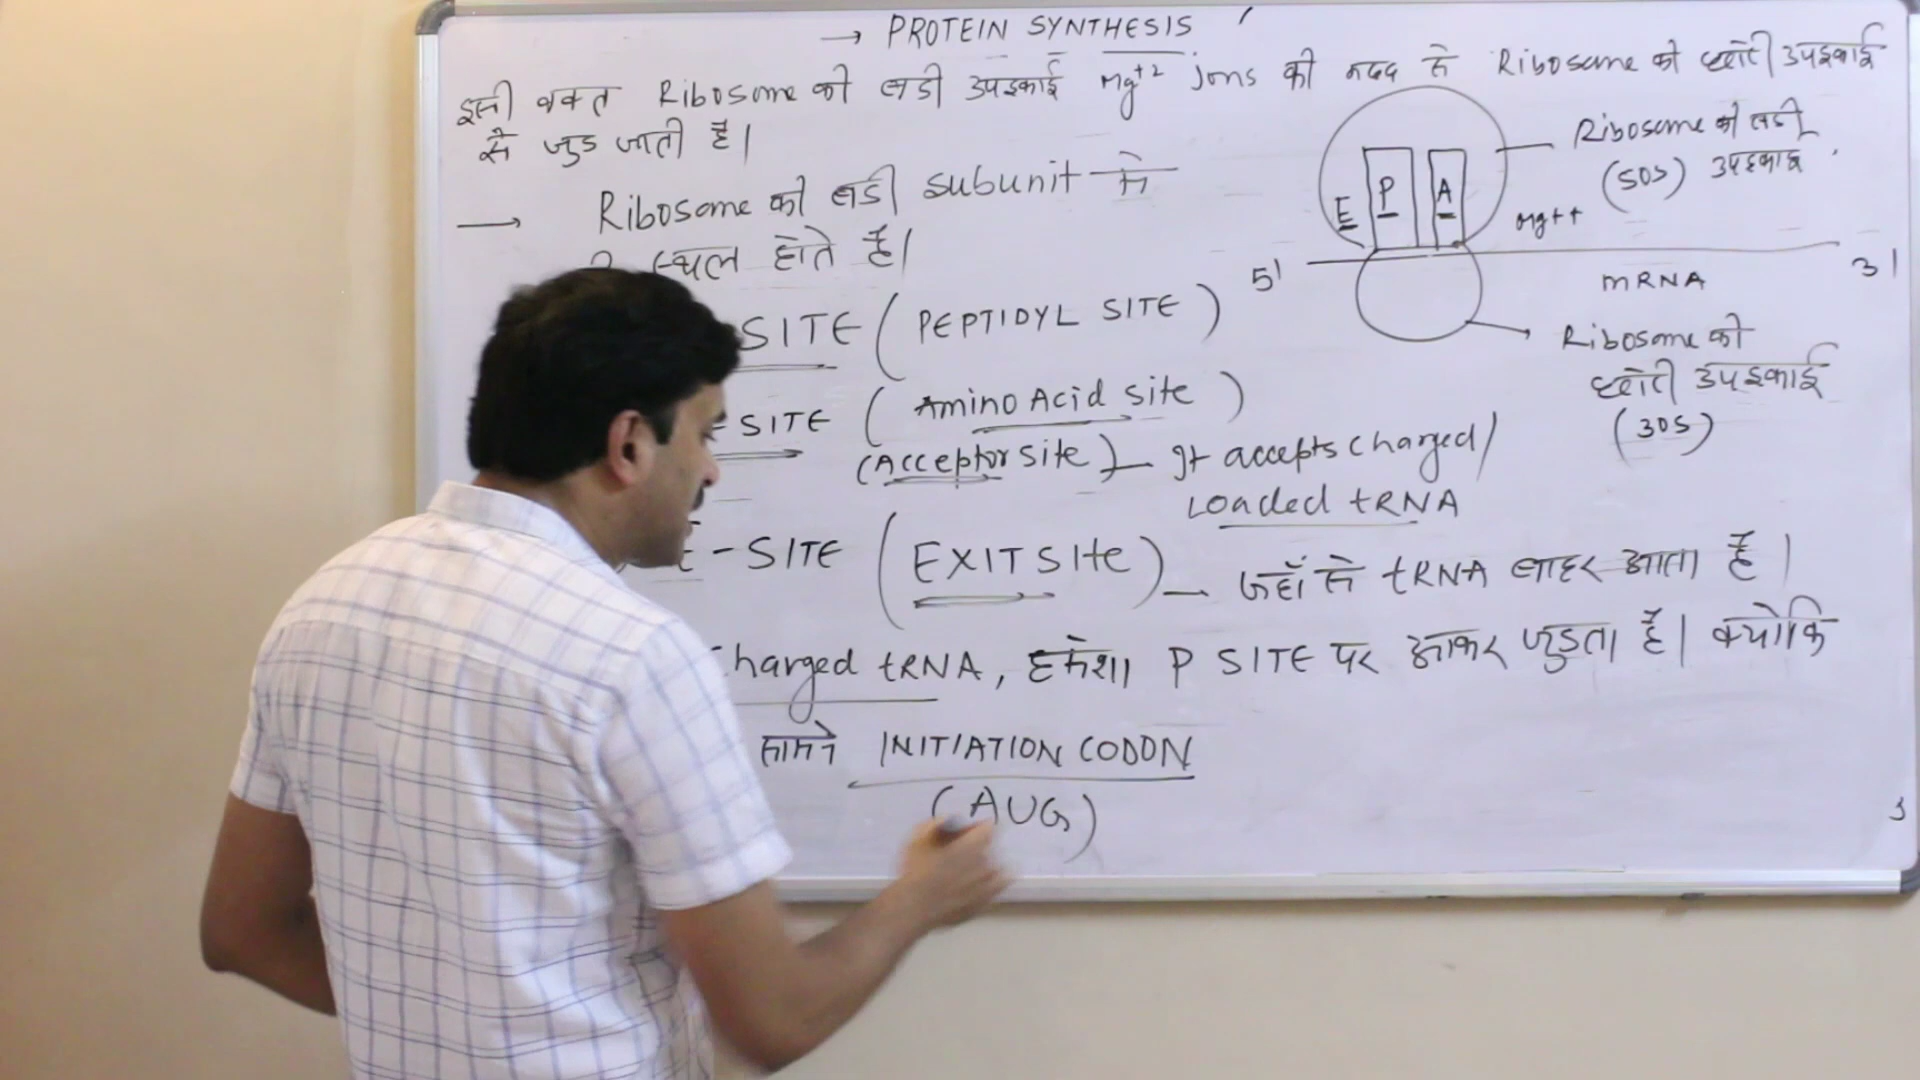 → PROTEIN SYNTHESIS
इसी वक्त Ribosome की बडी उपइकाई Mg+2 ions की मदद से Ribosome की छोटी उपइकाई
से जुड जाती है।
→ Ribosome की बडी subunit मे
स्थल होते हैं।
SITE (PEPTIDYL SITE)
-SITE (Amino Acid site)
(Acceptor site) — It accepts charged/
Loaded tRNA
E-SITE (EXIT SITE) — जहाँ से tRNA बाहर आता है।
Charged tRNA, हमेशा P SITE पर आकर जुडता है। क्योकि
सामने INITIATION CODON
(AUG)
E P A
Ribosome की बडी
(50S) उपइकाई
Mg++
5' 3'
mRNA
Ribosome की
छोटी उपइकाई
(30S)